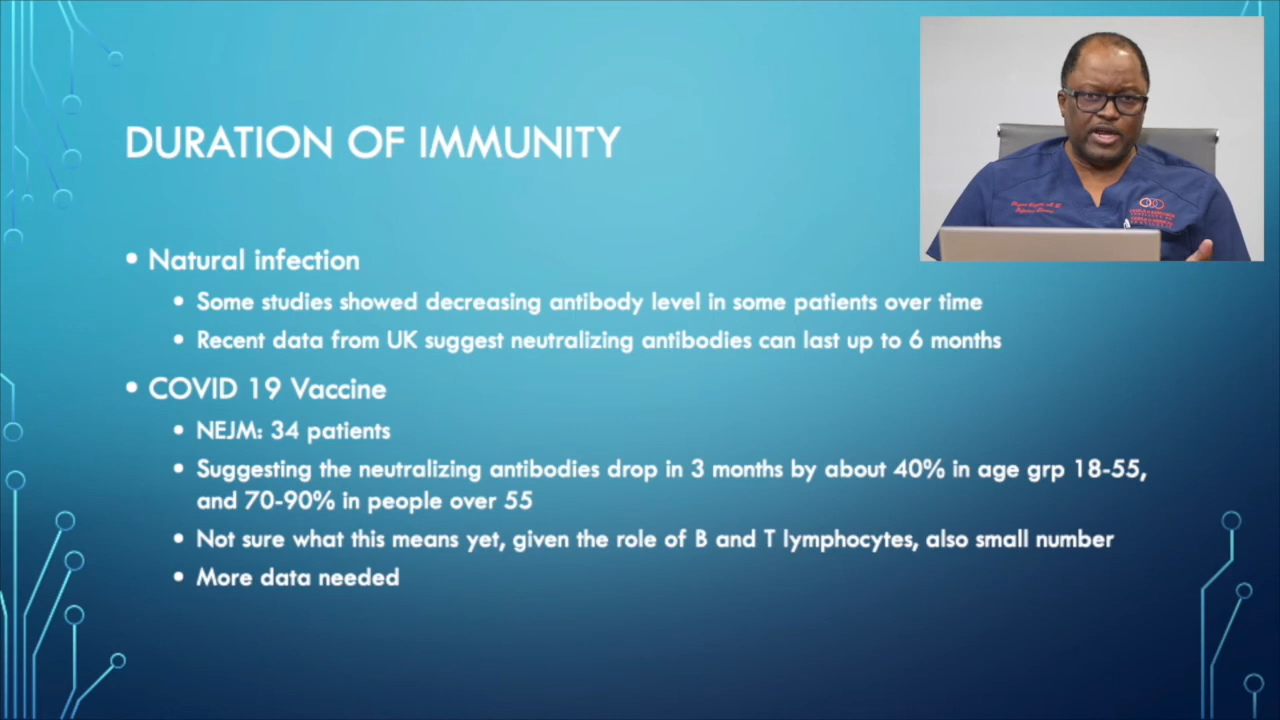 DURATION OF IMMUNITY
• Natural infection
• Some studies showed decreasing antibody level in some patients over time
• Recent data from UK suggest neutralizing antibodies can last up to 6 months
• COVID 19 Vaccine
• NEJM: 34 patients
• Suggesting the neutralizing antibodies drop in 3 months by about 40% in age grp 18-55,
and 70-90% in people over 55
• Not sure what this means yet, given the role of B and T lymphocytes, also small number
• More data needed